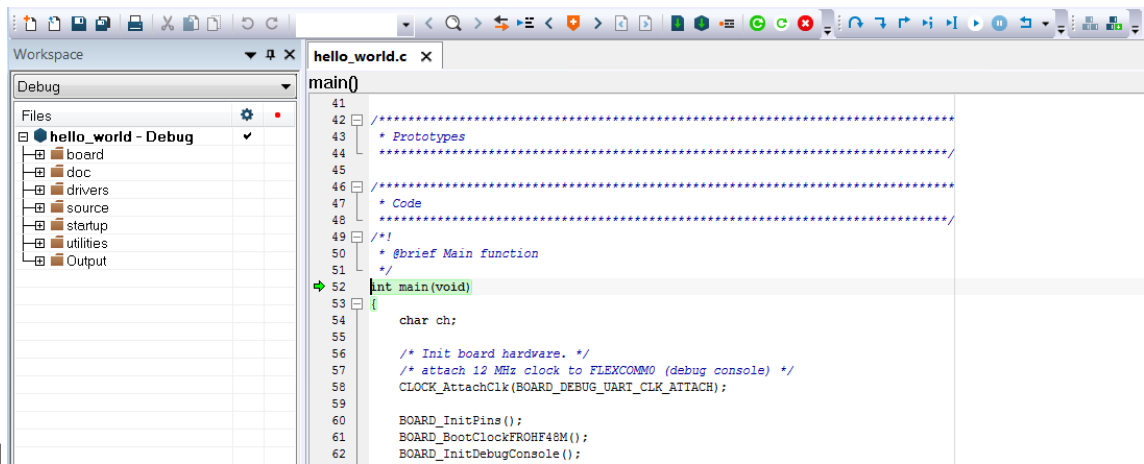 Workspace
hello_world.c
Debug
main()
Files
hello_world - Debug
board
doc
drivers
source
startup
utilities
Output
41
42 /*******************************************************************************
43  * Prototypes
44  ******************************************************************************/
45
46 /*******************************************************************************
47  * Code
48  ******************************************************************************/
49 /*!
50  * @brief Main function
51  */
52 int main(void)
53 {
54     char ch;
55
56     /* Init board hardware. */
57     /* attach 12 MHz clock to FLEXCOMM0 (debug console) */
58     CLOCK_AttachClk(BOARD_DEBUG_UART_CLK_ATTACH);
59
60     BOARD_InitPins();
61     BOARD_BootClockFROHF48M();
62     BOARD_InitDebugConsole();